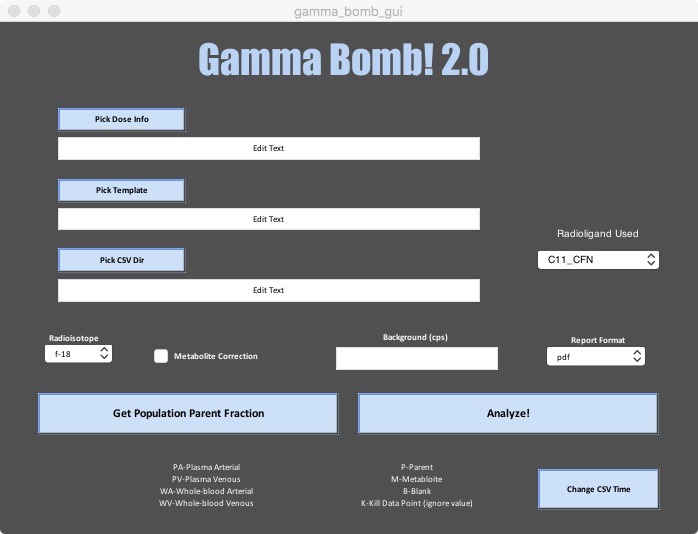 gamma_bomb_gui
Gamma Bomb! 2.0
Pick Dose Info
Edit Text
Pick Template
Edit Text
Radioligand Used
Pick CSV Dir
C11_CFN
Edit Text
Radioisotope
f-18
Metabolite Correction
Background (cps)
Report Format
pdf
Get Population Parent Fraction
Analyze!
PA-Plasma Arterial
PV-Plasma Venous
WA-Whole-blood Arterial
WV-Whole-blood Venous
P-Parent
M-Metabloite
B-Blank
K-Kill Data Point (ignore value)
Change CSV Time